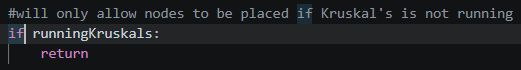 #will only allow nodes to be placed if Kruskal's is not running
if runningKruskals:
    return